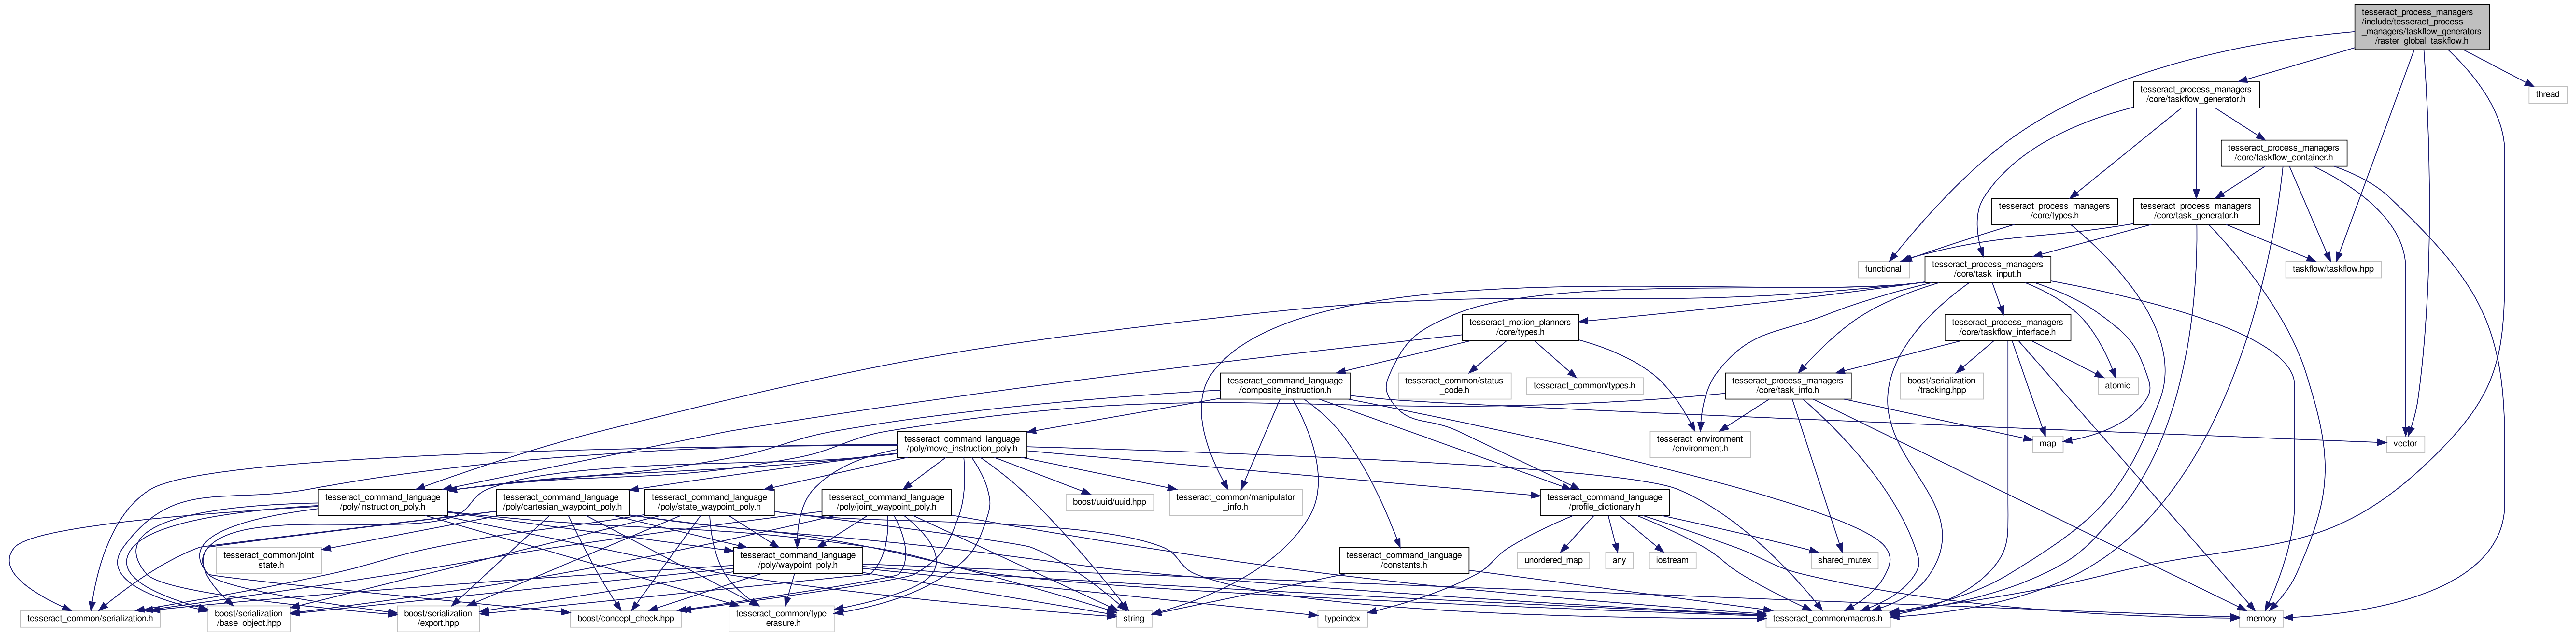 tesseract_process_managers
/include/tesseract_process
_managers/taskflow_generators
/raster_global_taskflow.h
tesseract_process_managers
/core/taskflow_generator.h
thread
tesseract_process_managers
/core/taskflow_container.h
tesseract_process_managers
/core/types.h
tesseract_process_managers
/core/task_generator.h
functional
tesseract_process_managers
/core/task_input.h
taskflow/taskflow.hpp
tesseract_motion_planners
/core/types.h
tesseract_process_managers
/core/taskflow_interface.h
tesseract_command_language
/composite_instruction.h
tesseract_common/status
_code.h
tesseract_common/types.h
tesseract_process_managers
/core/task_info.h
boost/serialization
/tracking.hpp
atomic
tesseract_command_language
/poly/move_instruction_poly.h
tesseract_environment
/environment.h
map
vector
tesseract_command_language
/poly/instruction_poly.h
tesseract_command_language
/poly/cartesian_waypoint_poly.h
tesseract_command_language
/poly/state_waypoint_poly.h
tesseract_command_language
/poly/joint_waypoint_poly.h
boost/uuid/uuid.hpp
tesseract_common/manipulator
_info.h
tesseract_command_language
/profile_dictionary.h
tesseract_common/joint
_state.h
tesseract_command_language
/poly/waypoint_poly.h
tesseract_command_language
/constants.h
unordered_map
any
iostream
shared_mutex
tesseract_common/serialization.h
boost/serialization
/base_object.hpp
boost/serialization
/export.hpp
boost/concept_check.hpp
tesseract_common/type
_erasure.h
string
typeindex
tesseract_common/macros.h
memory